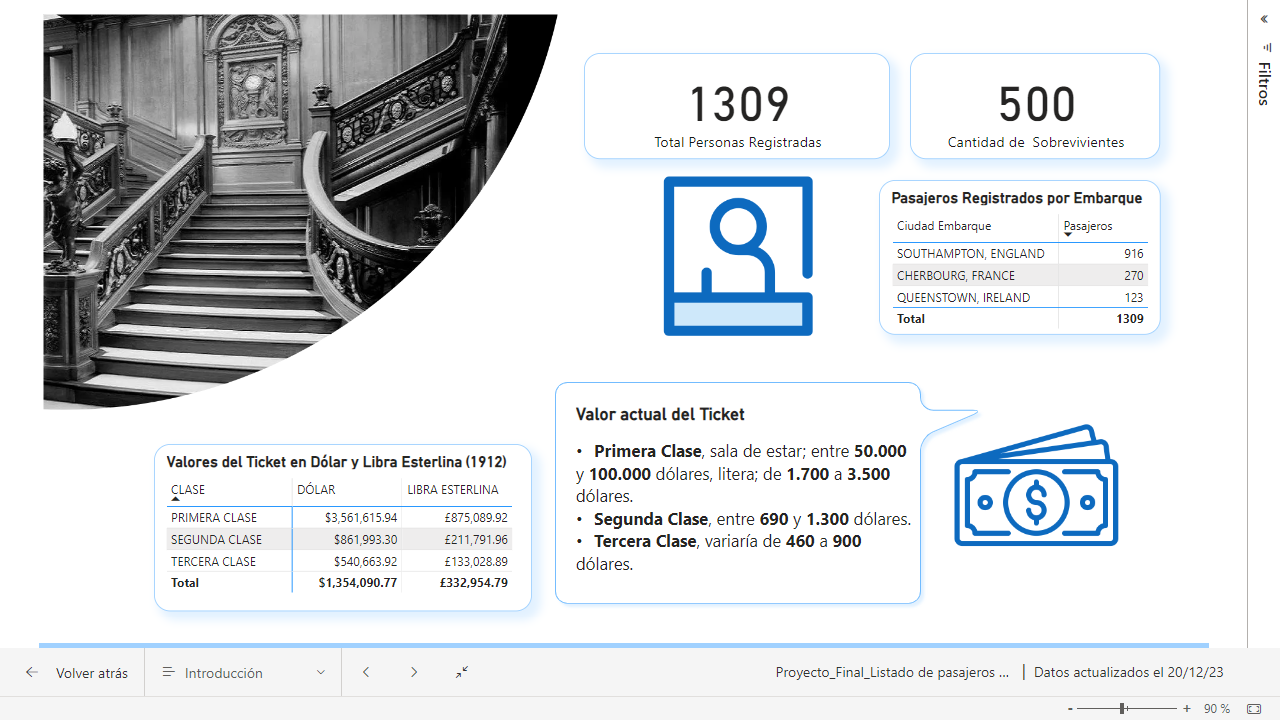 Filtros
1309
Total Personas Registradas
500
Cantidad de Sobrevivientes
Pasajeros Registrados por Embarque
Ciudad Embarque Pasajeros
SOUTHAMPTON, ENGLAND 916
CHERBOURG, FRANCE 270
QUEENSTOWN, IRELAND 123
Total 1309
Valor actual del Ticket
• Primera Clase, sala de estar; entre 50.000
y 100.000 dólares, litera; de 1.700 a 3.500
dólares.
• Segunda Clase, entre 690 y 1.300 dólares.
• Tercera Clase, variaría de 460 a 900
dólares.
$
Valores del Ticket en Dólar y Libra Esterlina (1912)
CLASE DÓLAR LIBRA ESTERLINA
PRIMERA CLASE $3,561,615.94 £875,089.92
SEGUNDA CLASE $861,993.30 £211,791.96
TERCERA CLASE $540,663.92 £133,028.89
Total $1,354,090.77 £332,954.79
Volver atrás
Introducción
Proyecto_Final_Listado de pasajeros ... | Datos actualizados el 20/12/23
- + 90 %